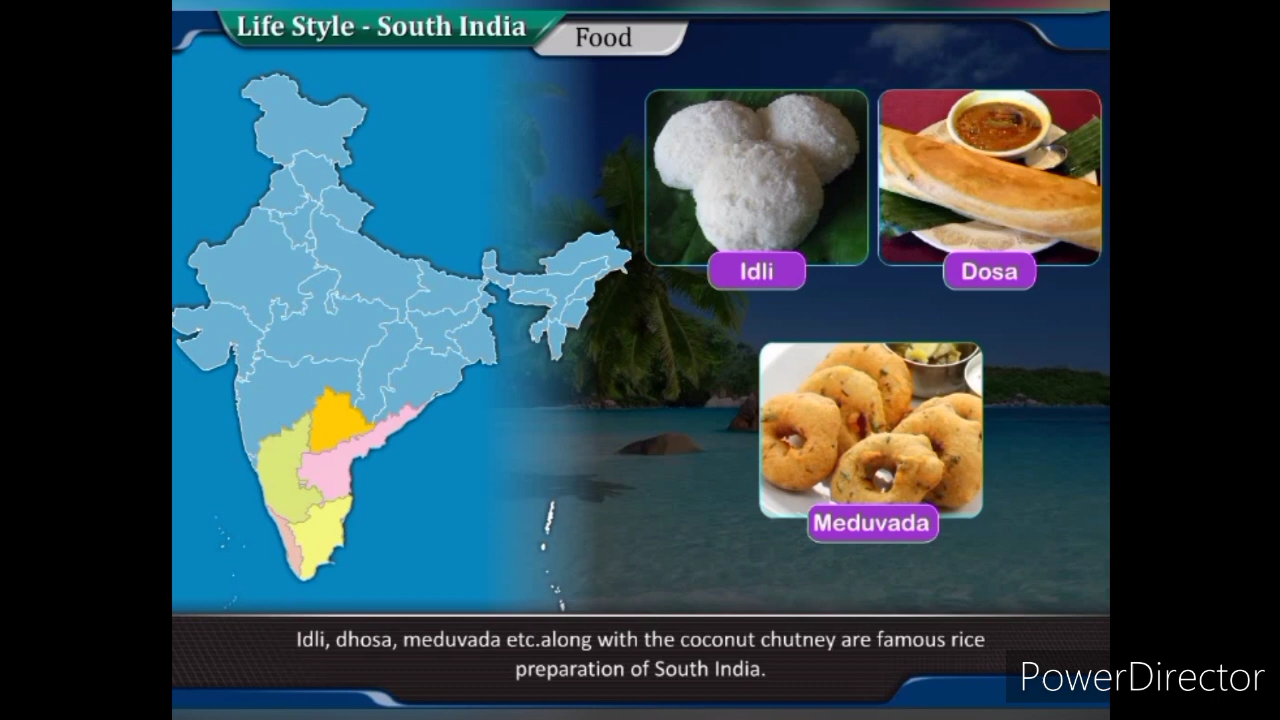 Life Style - South India
Food
Idli
Dosa
Meduvada
Idli, dhosa, meduvada etc.along with the coconut chutney are famous rice
preparation of South India.
PowerDirector